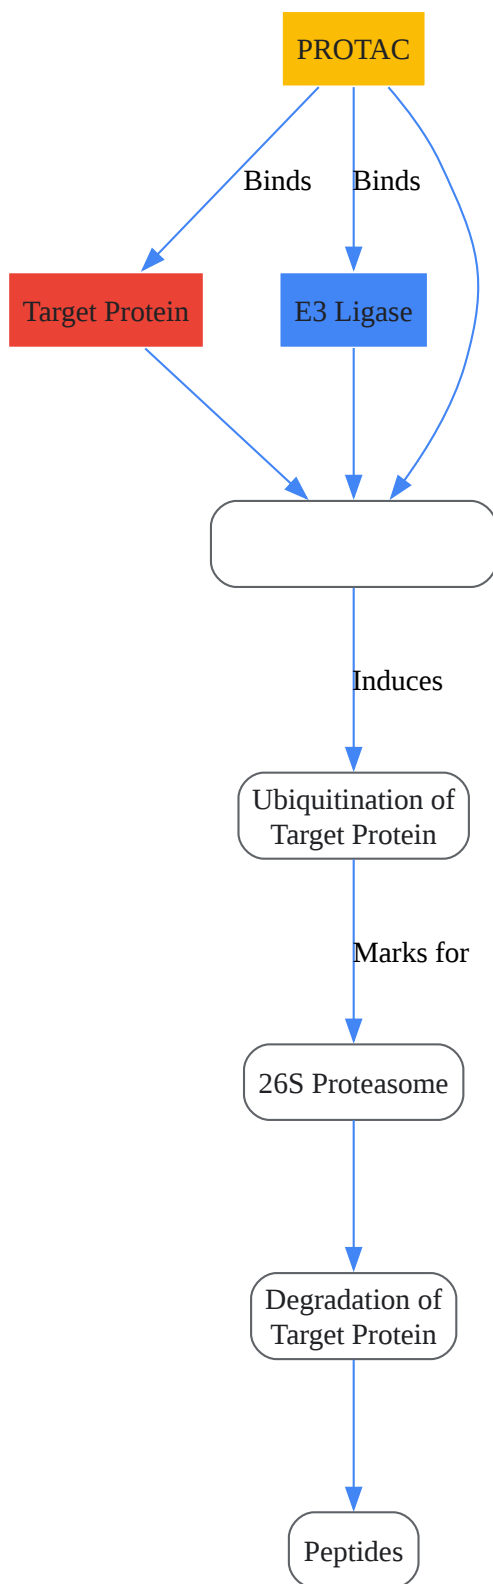 PROTAC
Binds
Binds
Target Protein
E3 Ligase
Induces
Ubiquitination of
Target Protein
Marks for
26S Proteasome
Degradation of
Target Protein
Peptides